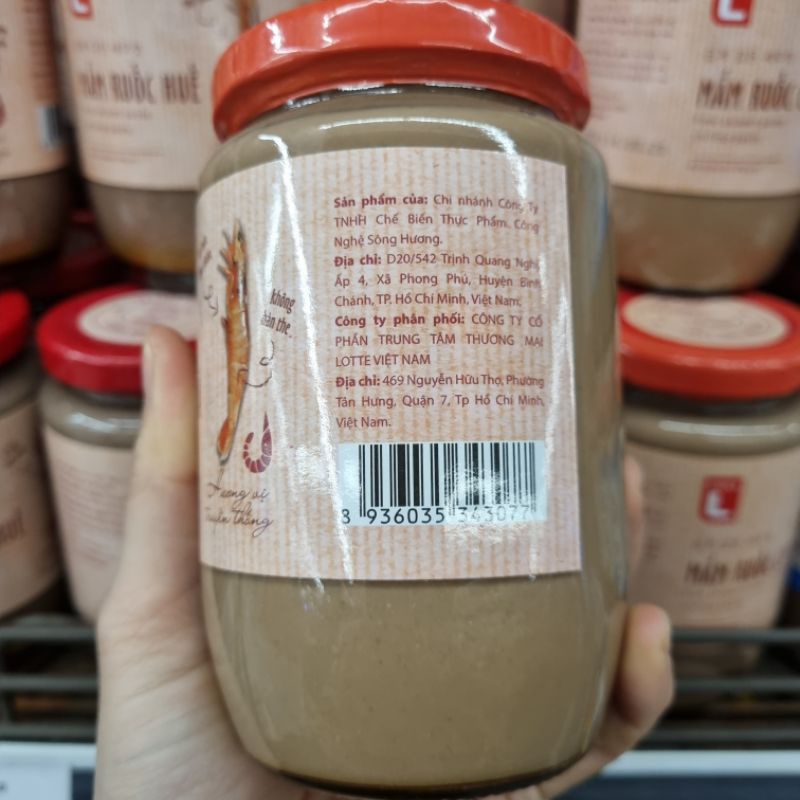 MẮM RUỐC HUẾ
MẮM RUỐC
Sản phẩm của: Chi nhánh Công Ty
TNHH Chế Biến Thực Phẩm Công
Nghệ Sông Hương.
Địa chỉ: D20/542 Trịnh Quang Nghị
Ấp 4, Xã Phong Phú, Huyện Bình
Chánh, TP. Hồ Chí Minh, Việt Nam.
Công ty phân phối: CÔNG TY CỔ
PHẦN TRUNG TÂM THƯƠNG MẠI
LOTTE VIỆT NAM
Địa chỉ: 469 Nguyễn Hữu Thọ, Phường
Tân Hưng, Quận 7, Tp Hồ Chí Minh,
Việt Nam.
không
hàn the.
Hương vị
truyền thống
8 936035 343077
MẮM RUỐC